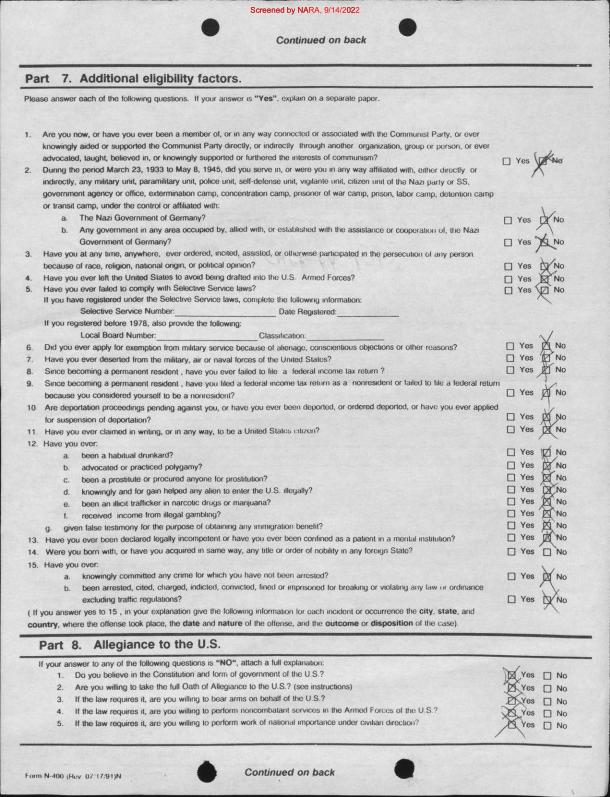 Screened by NARA, 9/14/2022
Continued on back
Part 7. Additional eligibility factors.
Please answer each of the following questions. If your answer is "Yes", explain on a separate paper.
1. Are you now, or have you ever been a member of, or in any way connected or associated with the Communist Party, or ever
knowingly aided or supported the Communist Party directly, or indirectly through another organization, group or person, or ever
advocated, taught, believed in, or knowingly supported or furthered the interests of communism? Yes No
2. During the period March 23, 1933 to May 8, 1945, did you serve in, or were you in any way affiliated with, either directly or
indirectly, any military unit, paramilitary unit, police unit, self-defense unit, vigilante unit, citizen unit of the Nazi party or SS,
government agency or office, extermination camp, concentration camp, prisoner of war camp, prison, labor camp, detention camp
or transit camp, under the control or affiliated with:
a. The Nazi Government of Germany? Yes No
b. Any government in any area occupied by, allied with, or established with the assistance or cooperation of, the Nazi
Government of Germany? Yes No
3. Have you at any time, anywhere, ever ordered, incited, assisted, or otherwise participated in the persecution of any person
because of race, religion, national origin, or political opinion? Yes No
4. Have you ever left the United States to avoid being drafted into the U.S. Armed Forces? Yes No
5. Have you ever failed to comply with Selective Service laws? Yes No
If you have registered under the Selective Service laws, complete the following information:
Selective Service Number: Date Registered:
If you registered before 1978, also provide the following:
Local Board Number: Classification:
6. Did you ever apply for exemption from military service because of alienage, conscientious objections or other reasons? Yes No
7. Have you ever deserted from the military, air or naval forces of the United States? Yes No
8. Since becoming a permanent resident , have you ever failed to file a federal income tax return ? Yes No
9. Since becoming a permanent resident , have you filed a federal income tax return as a nonresident or failed to file a federal return
because you considered yourself to be a nonresident? Yes No
10 Are deportation proceedings pending against you, or have you ever been deported, or ordered deported, or have you ever applied
for suspension of deportation? Yes No
11. Have you ever claimed in writing, or in any way, to be a United States citizen? Yes No
12. Have you ever:
a. been a habitual drunkard? Yes No
b. advocated or practiced polygamy? Yes No
c. been a prostitute or procured anyone for prostitution? Yes No
d. knowingly and for gain helped any alien to enter the U.S. illegally? Yes No
e. been an illicit trafficker in narcotic drugs or marijuana? Yes No
f. received income from illegal gambling? Yes No
g. given false testimony for the purpose of obtaining any immigration benefit? Yes No
13. Have you ever been declared legally incompetent or have you ever been confined as a patient in a mental institution? Yes No
14. Were you born with, or have you acquired in same way, any title or order of nobility in any foreign State? Yes No
15. Have you ever:
a. knowingly committed any crime for which you have not been arrested? Yes No
b. been arrested, cited, charged, indicted, convicted, fined or imprisoned for breaking or violating any law or ordinance
excluding traffic regulations? Yes No
( If you answer yes to 15 , in your explanation give the following information for each incident or occurrence the city, state, and
country, where the offense took place, the date and nature of the offense, and the outcome or disposition of the case).
Part 8. Allegiance to the U.S.
If your answer to any of the following questions is "NO", attach a full explanation:
1. Do you believe in the Constitution and form of government of the U.S.? Yes No
2. Are you willing to take the full Oath of Allegiance to the U.S.? (see instructions) Yes No
3. If the law requires it, are you willing to bear arms on behalf of the U.S.? Yes No
4. If the law requires it, are you willing to perform noncombatant services in the Armed Forces of the U.S.? Yes No
5. If the law requires it, are you willing to perform work of national importance under civilian direction? Yes No
Form N-400 (Rev. 07/17/91)N
Continued on back